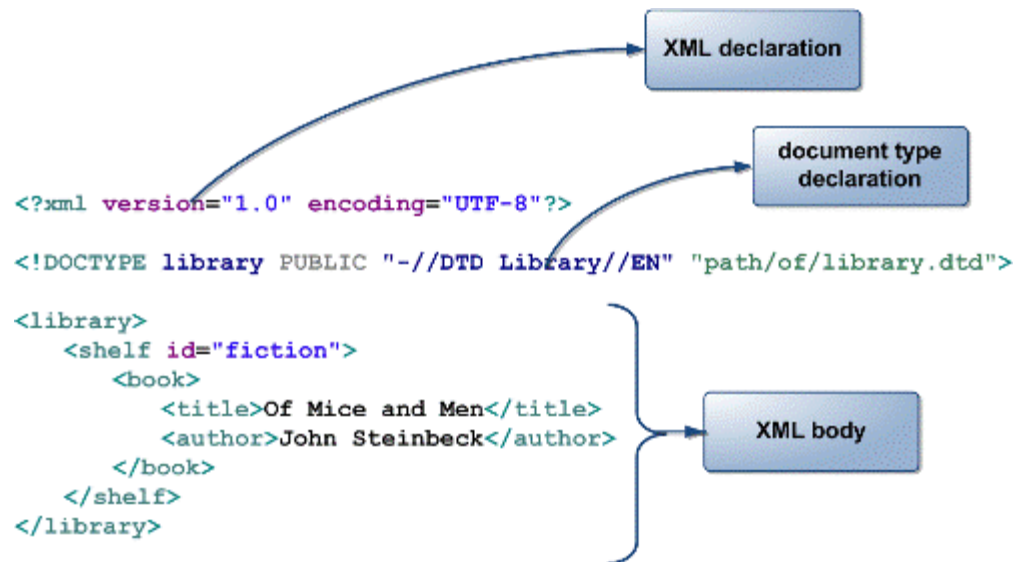 XML declaration
document type
declaration
<?xml version="1.0" encoding="UTF-8"?>
<!DOCTYPE library PUBLIC "-//DTD Library//EN" "path/of/library.dtd">
<library>
<shelf id="fiction">
<book>
<title>Of Mice and Men</title>
<author>John Steinbeck</author>
</book>
</shelf>
</library>
XML body